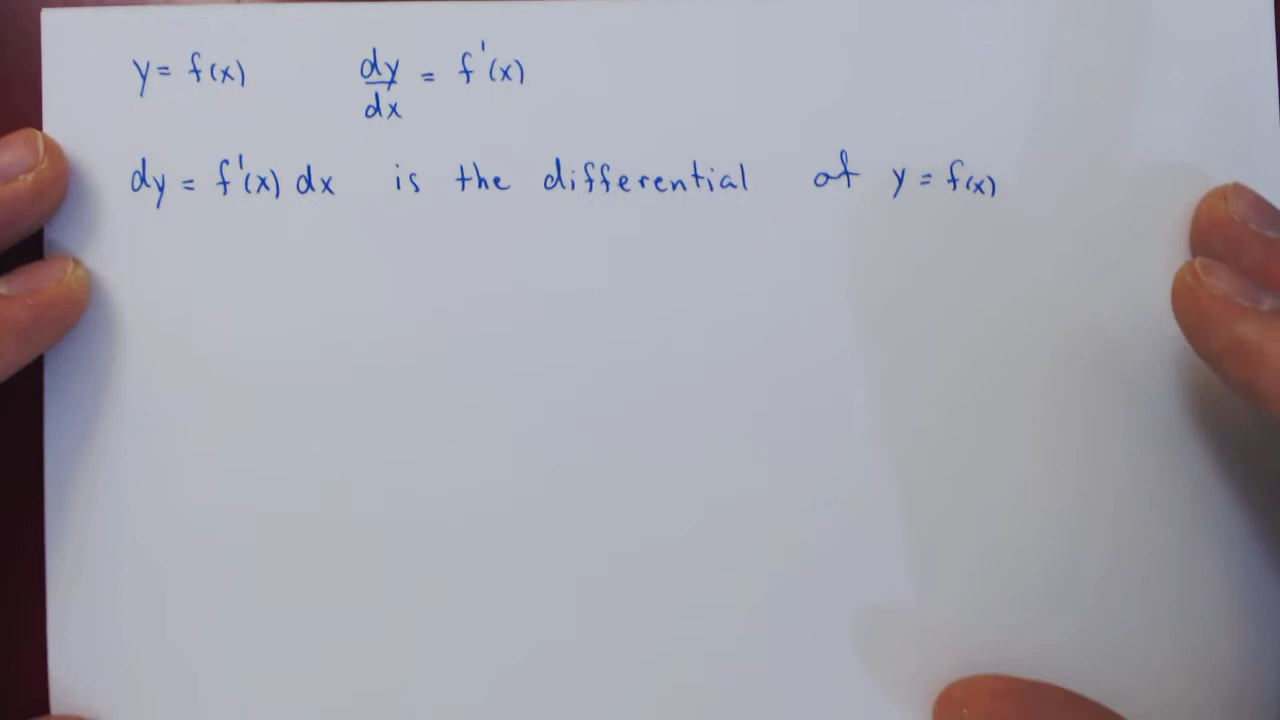 y = f(x) dy/dx = f'(x)
dy = f'(x) dx is the differential of y = f(x)